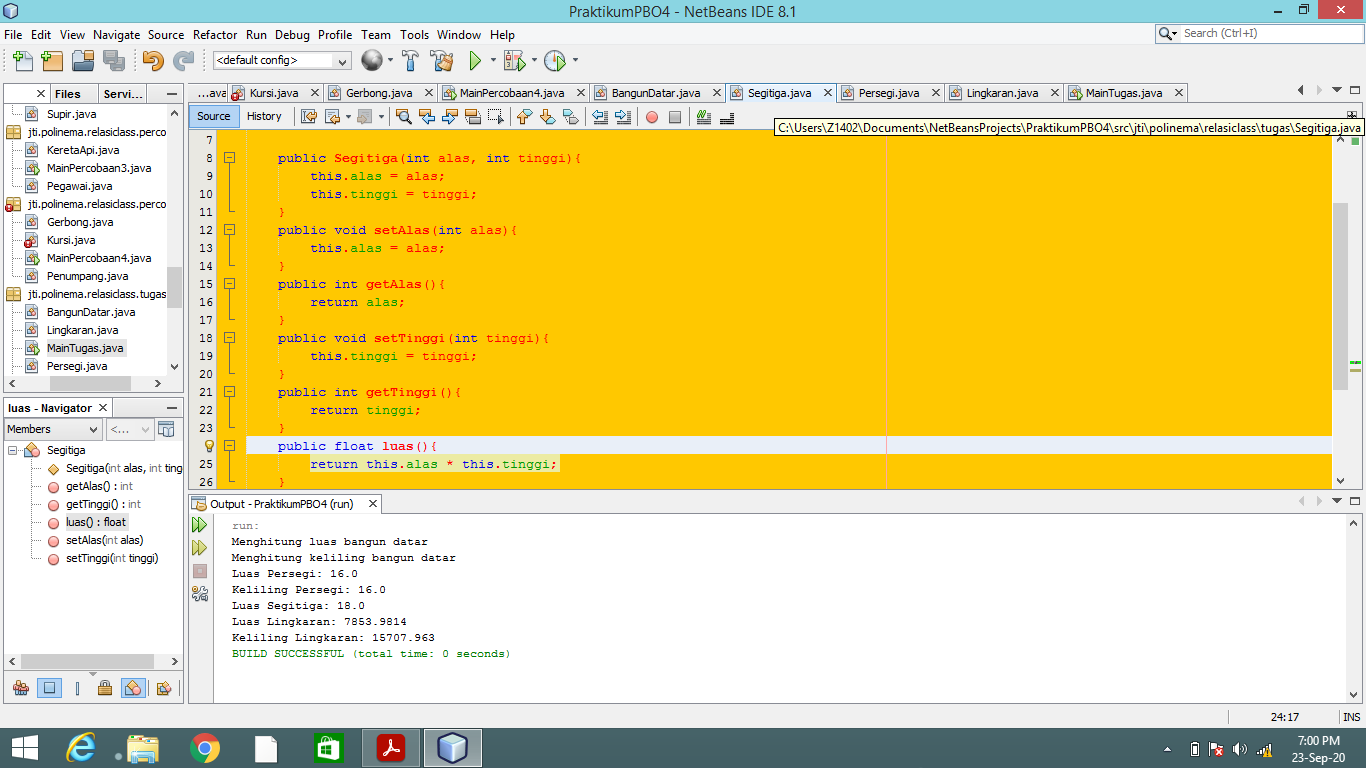 PraktikumPBO4 - NetBeans IDE 8.1
File Edit View Navigate Source Refactor Run Debug Profile Team Tools Window Help
Search (Ctrl+I)
<default config>
Files Servi...
...ava Kursi.java Gerbong.java MainPercobaan4.java BangunDatar.java Segitiga.java Persegi.java Lingkaran.java MainTugas.java
Source History
C:\Users\Z1402\Documents\NetBeansProjects\PraktikumPBO4\src\jti\polinema\relasiclass\tugas\Segitiga.java
Supir.java
jti.polinema.relasiclass.perco
KeretaApi.java
MainPercobaan3.java
Pegawai.java
jti.polinema.relasiclass.perco
Gerbong.java
Kursi.java
MainPercobaan4.java
Penumpang.java
jti.polinema.relasiclass.tugas
BangunDatar.java
Lingkaran.java
MainTugas.java
Persegi.java
luas - Navigator
Members <...
Segitiga
Segitiga(int alas, int ting
getAlas() : int
getTinggi() : int
luas() : float
setAlas(int alas)
setTinggi(int tinggi)
7
8 public Segitiga(int alas, int tinggi){
9 this.alas = alas;
10 this.tinggi = tinggi;
11 }
12 public void setAlas(int alas){
13 this.alas = alas;
14 }
15 public int getAlas(){
16 return alas;
17 }
18 public void setTinggi(int tinggi){
19 this.tinggi = tinggi;
20 }
21 public int getTinggi(){
22 return tinggi;
23 }
public float luas(){
25 return this.alas * this.tinggi;
26 }
Output - PraktikumPBO4 (run)
run:
Menghitung luas bangun datar
Menghitung keliling bangun datar
Luas Persegi: 16.0
Keliling Persegi: 16.0
Luas Segitiga: 18.0
Luas Lingkaran: 7853.9814
Keliling Lingkaran: 15707.963
BUILD SUCCESSFUL (total time: 0 seconds)
24:17 INS
7:00 PM
23-Sep-20